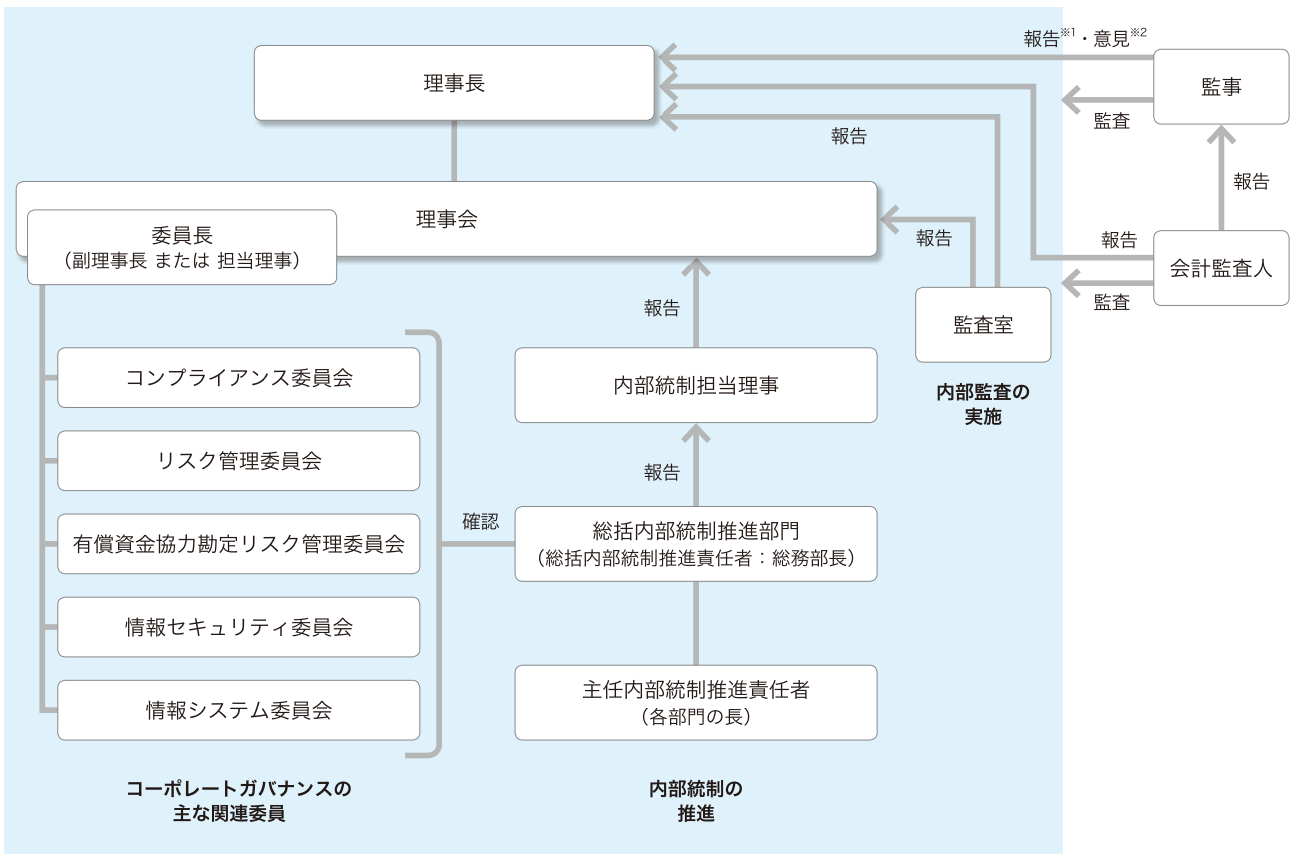 報告※1・意見※2
理事長
監事
監査
報告
報告
理事会
委員長
（副理事長 または 担当理事）
報告
報告
会計監査人
監査
報告
監査室
内部監査の
実施
コンプライアンス委員会
内部統制担当理事
リスク管理委員会
報告
有償資金協力勘定リスク管理委員会
確認
総括内部統制推進部門
（総括内部統制推進責任者：総務部長）
情報セキュリティ委員会
情報システム委員会
主任内部統制推進責任者
（各部門の長）
コーポレートガバナンスの
主な関連委員
内部統制の
推進